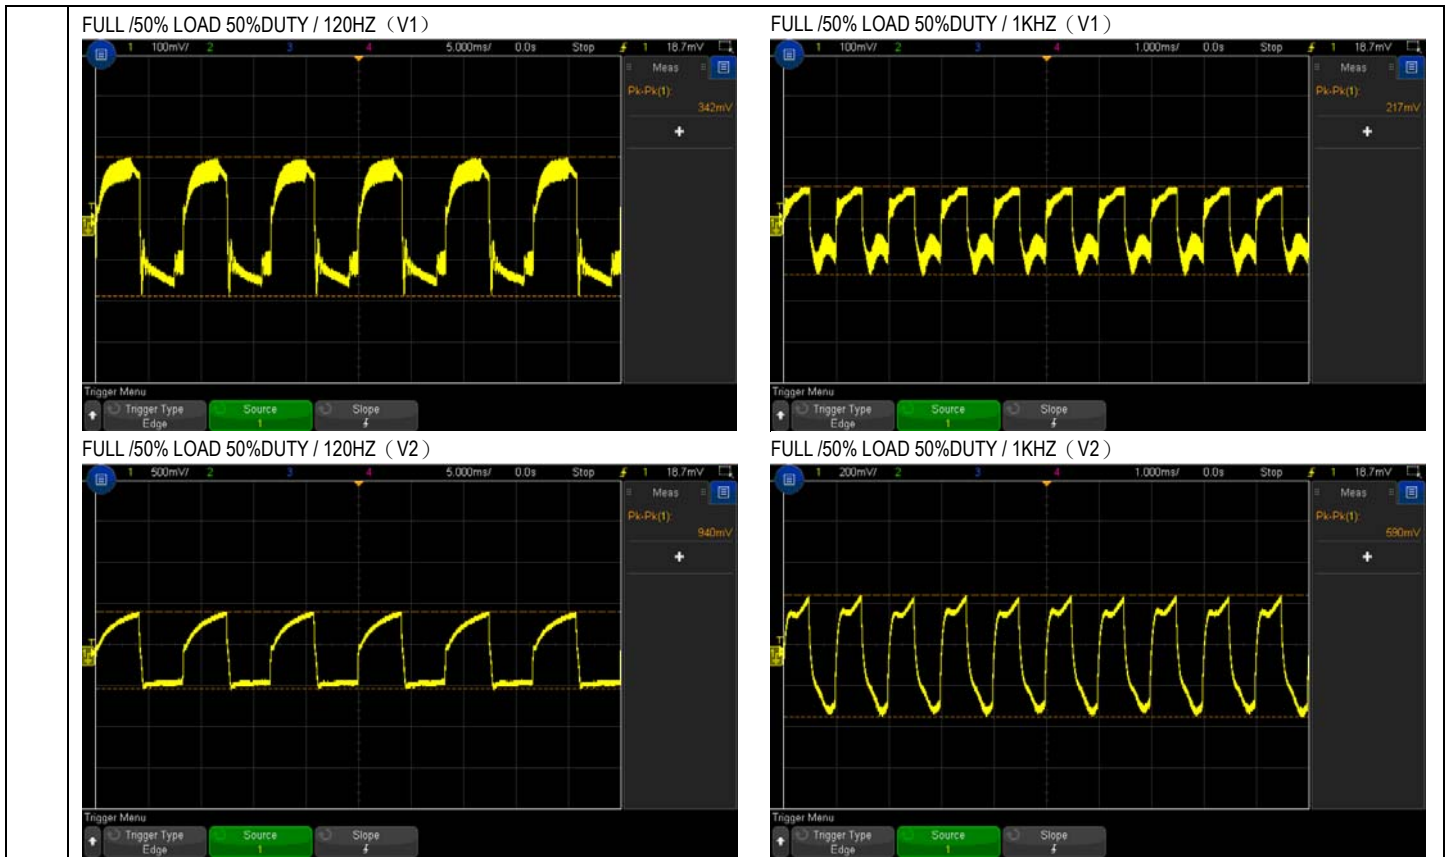 FULL /50% LOAD 50%DUTY / 120HZ（V1）
1 100mV/ 2 3 4 5.000ms/ 0.0s Stop 1 18.7mV
Meas
Pk-Pk(1):
342mV
Trigger Menu
Trigger Type
Edge
Source
1
Slope
FULL /50% LOAD 50%DUTY / 1KHZ（V1）
1 100mV/ 2 3 4 1.000ms/ 0.0s Stop 1 18.7mV
Meas
Pk-Pk(1):
217mV
Trigger Menu
Trigger Type
Edge
Source
1
Slope
FULL /50% LOAD 50%DUTY / 120HZ（V2）
1 500mV/ 2 3 4 5.000ms/ 0.0s Stop 1 18.7mV
Meas
Pk-Pk(1):
940mV
Trigger Menu
Trigger Type
Edge
Source
1
Slope
FULL /50% LOAD 50%DUTY / 1KHZ（V2）
1 200mV/ 2 3 4 1.000ms/ 0.0s Stop 1 18.7mV
Meas
Pk-Pk(1):
590mV
Trigger Menu
Trigger Type
Edge
Source
1
Slope